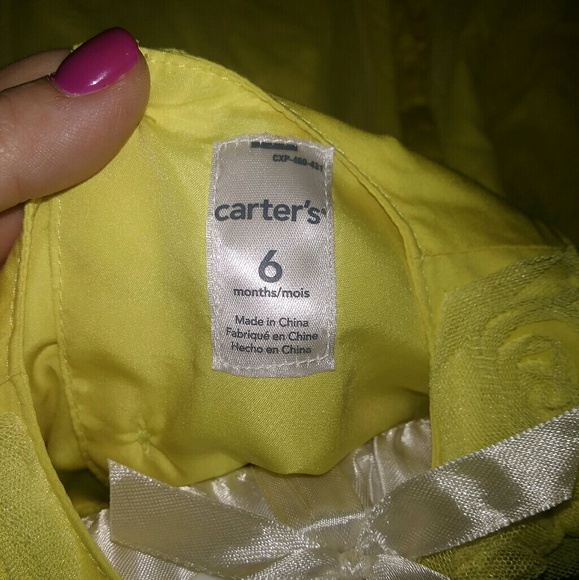 carter's
6
months/mois
Made in China
Fabriqué en Chine
Hecho en China